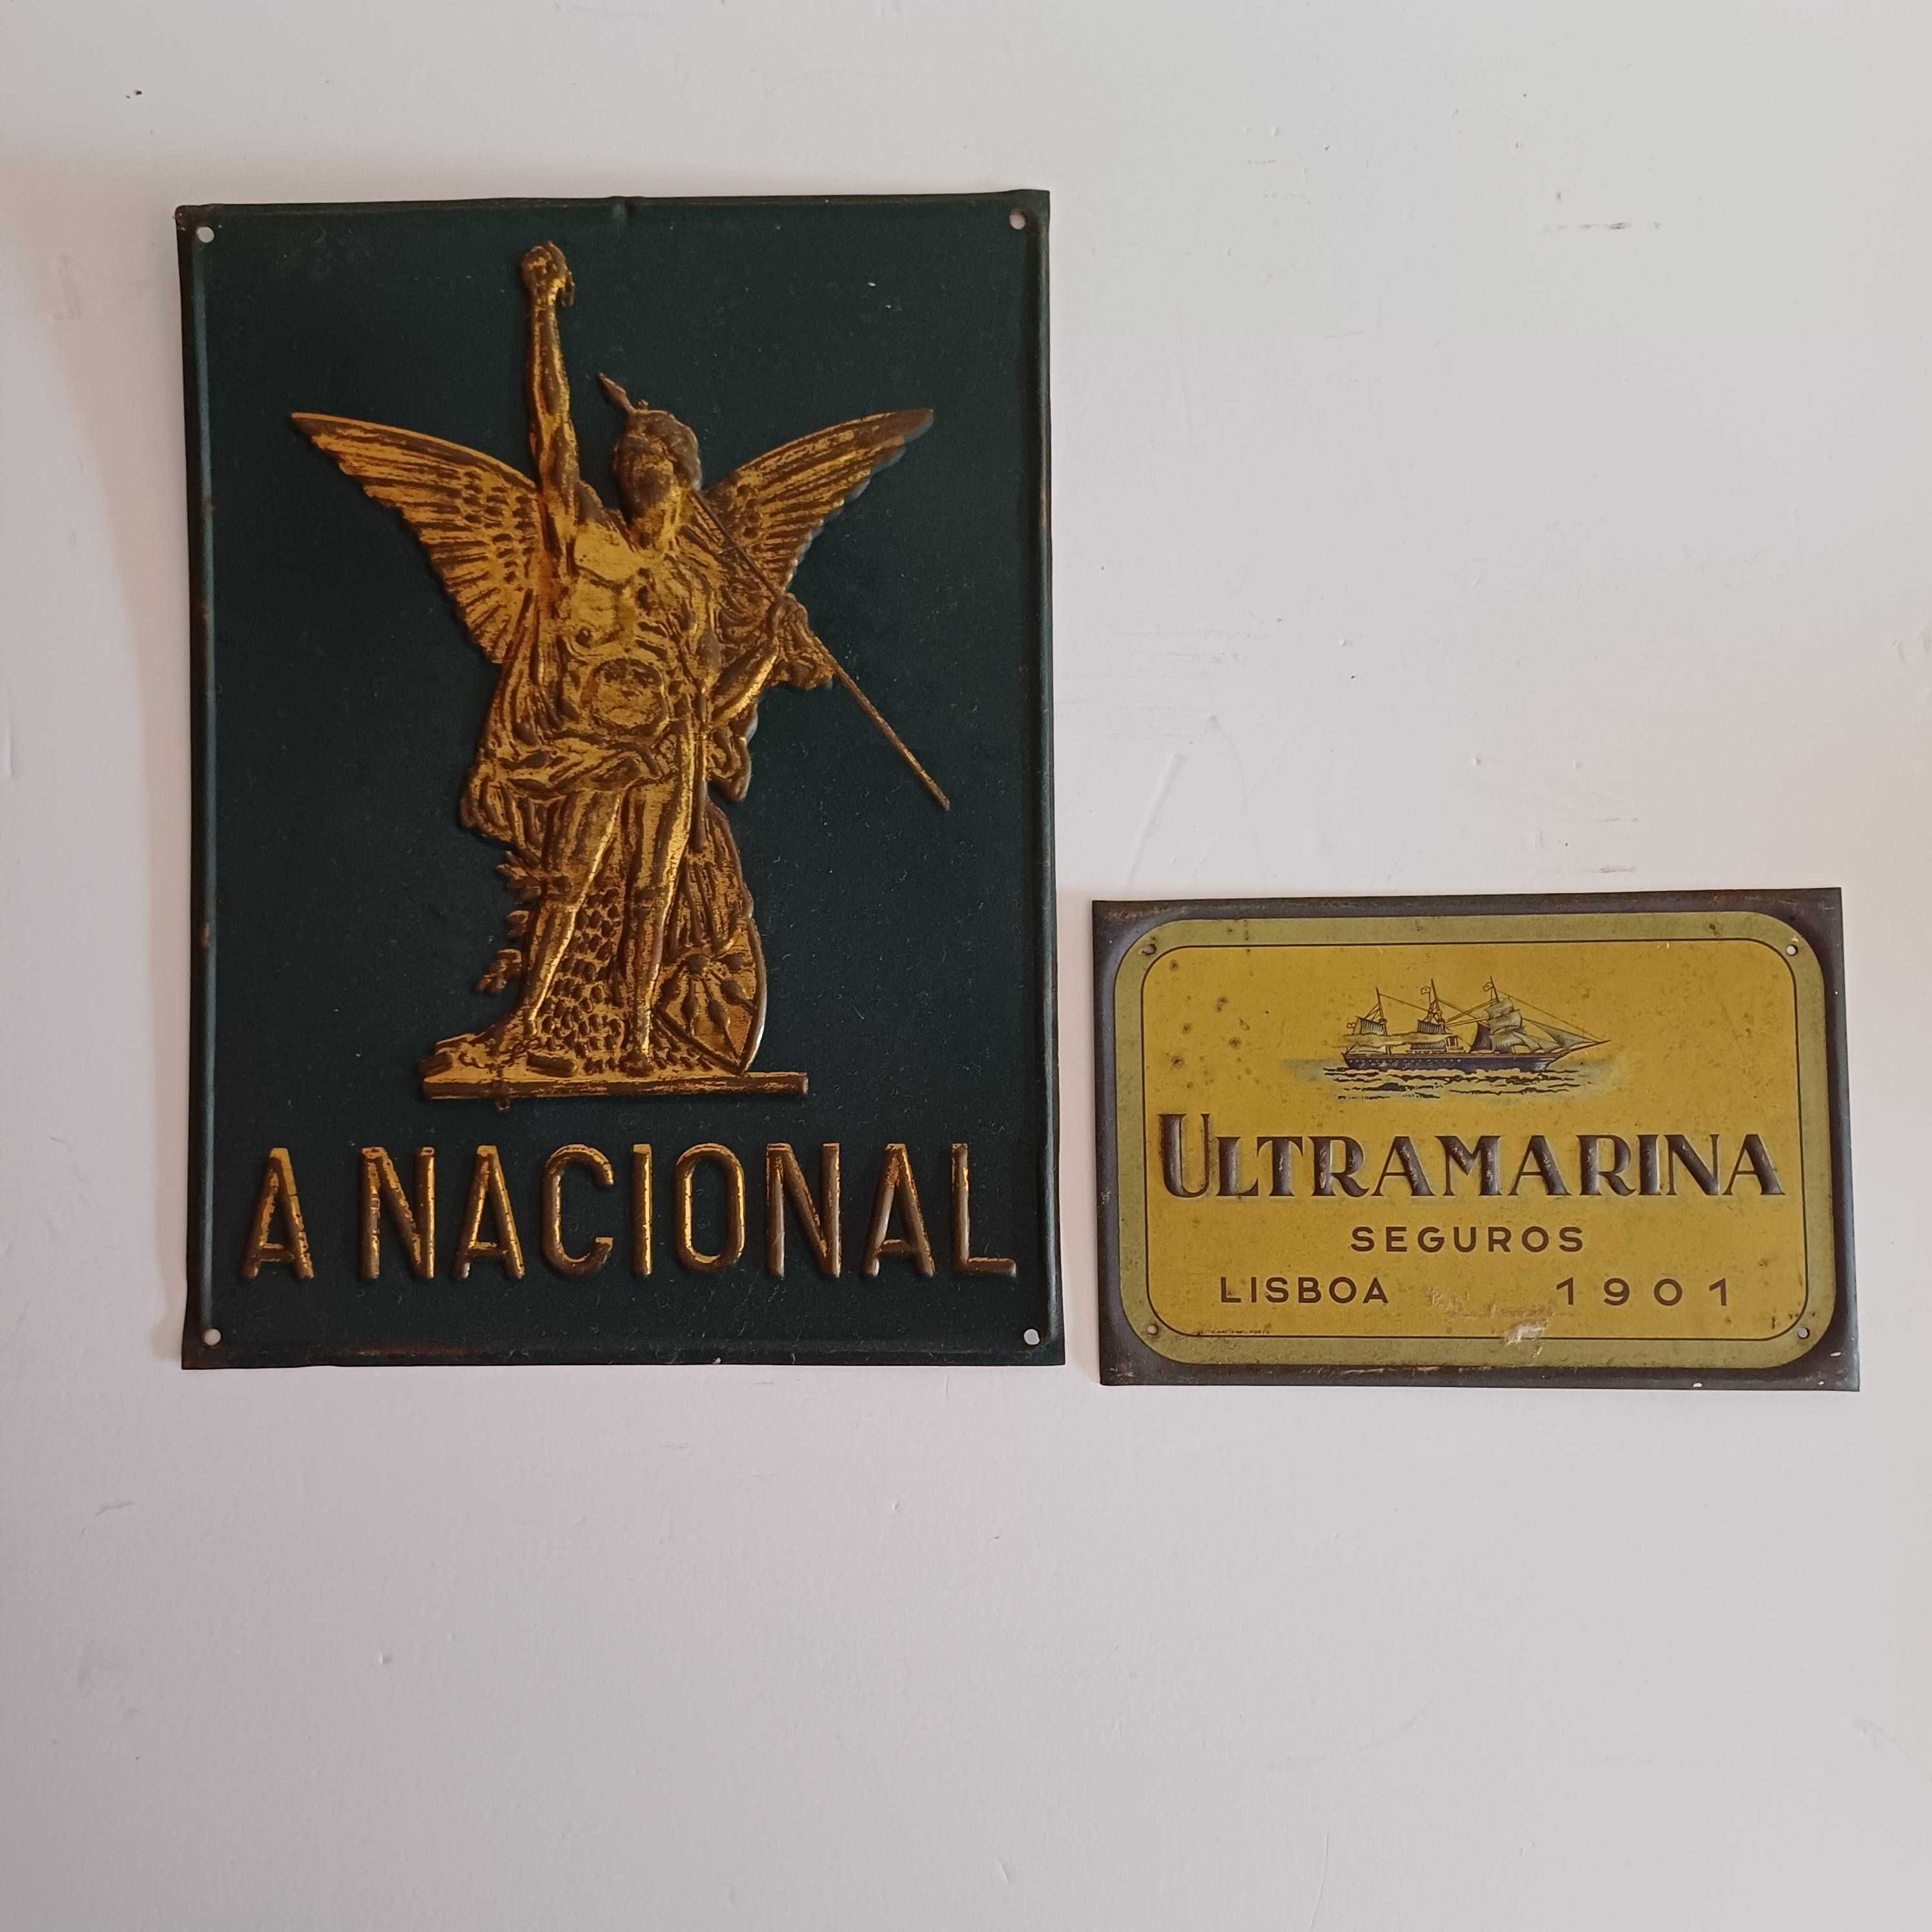 A NACIONAL
ULTRAMARINA
SEGUROS
LISBOA 1901